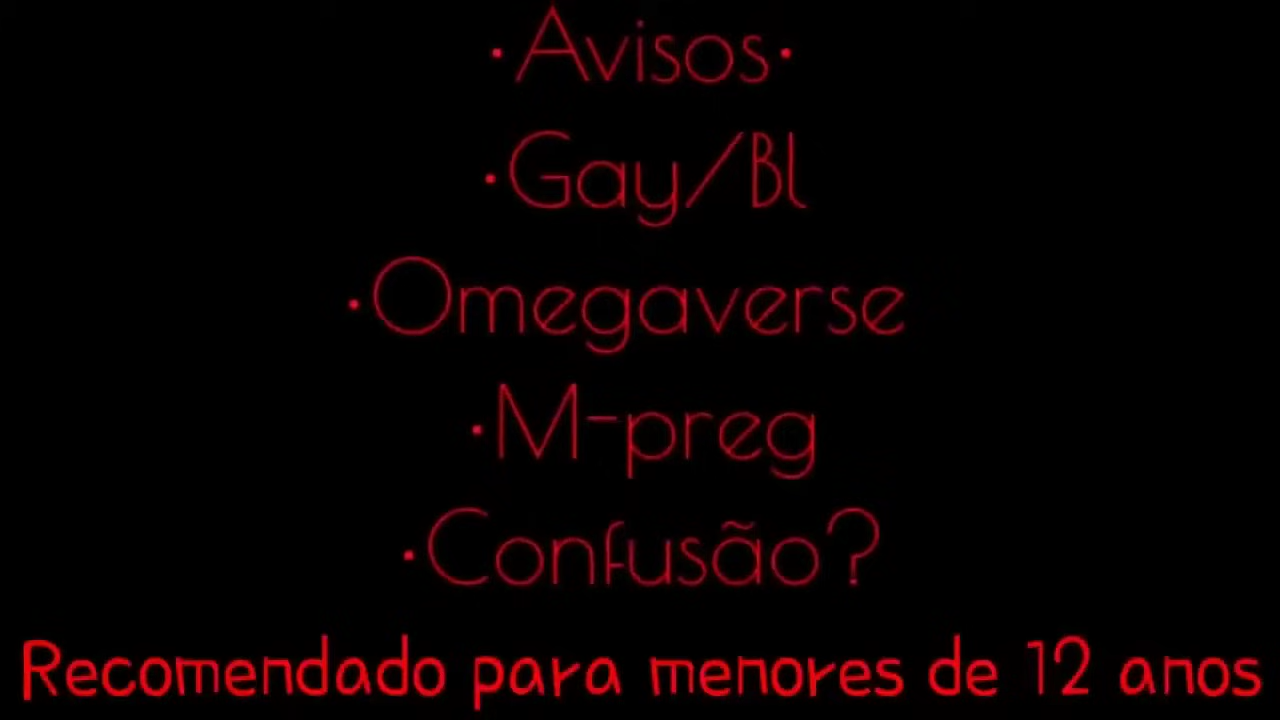 •Avisos•
•Gay/Bl
•Omegaverse
•M-preg
•Confusão?
Recomendado para menores de 12 anos